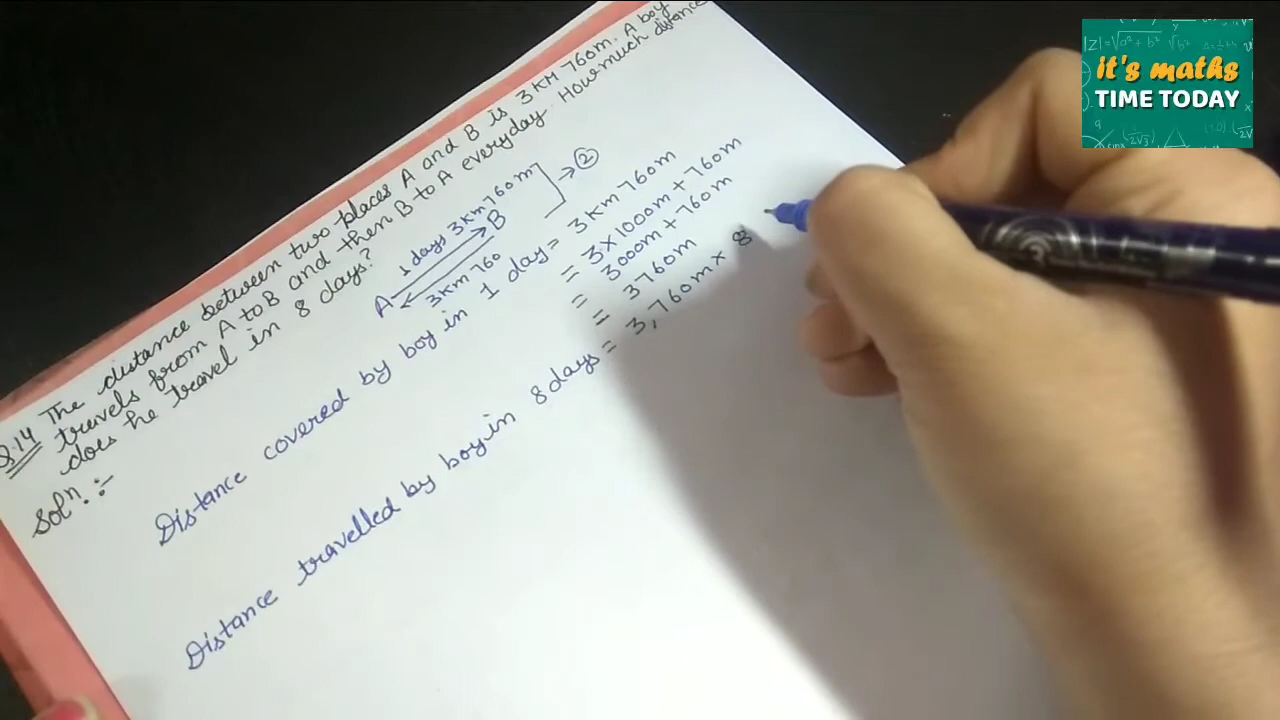 Q.14 The distance between two places A and B is 3KM 760m. A boy
travels from A to B and then B to A everyday. How much distance
does he travel in 8 days?
Solⁿ. :-
1 days 3Km 760m
A B → ②
3Km 760
Distance covered by boy in 1 day = 3Km 760m
= 3×1000m + 760m
= 3000m + 760m
= 3760m
Distance travelled by boy in 8 days = 3,760m × 8
it's maths
TIME TODAY